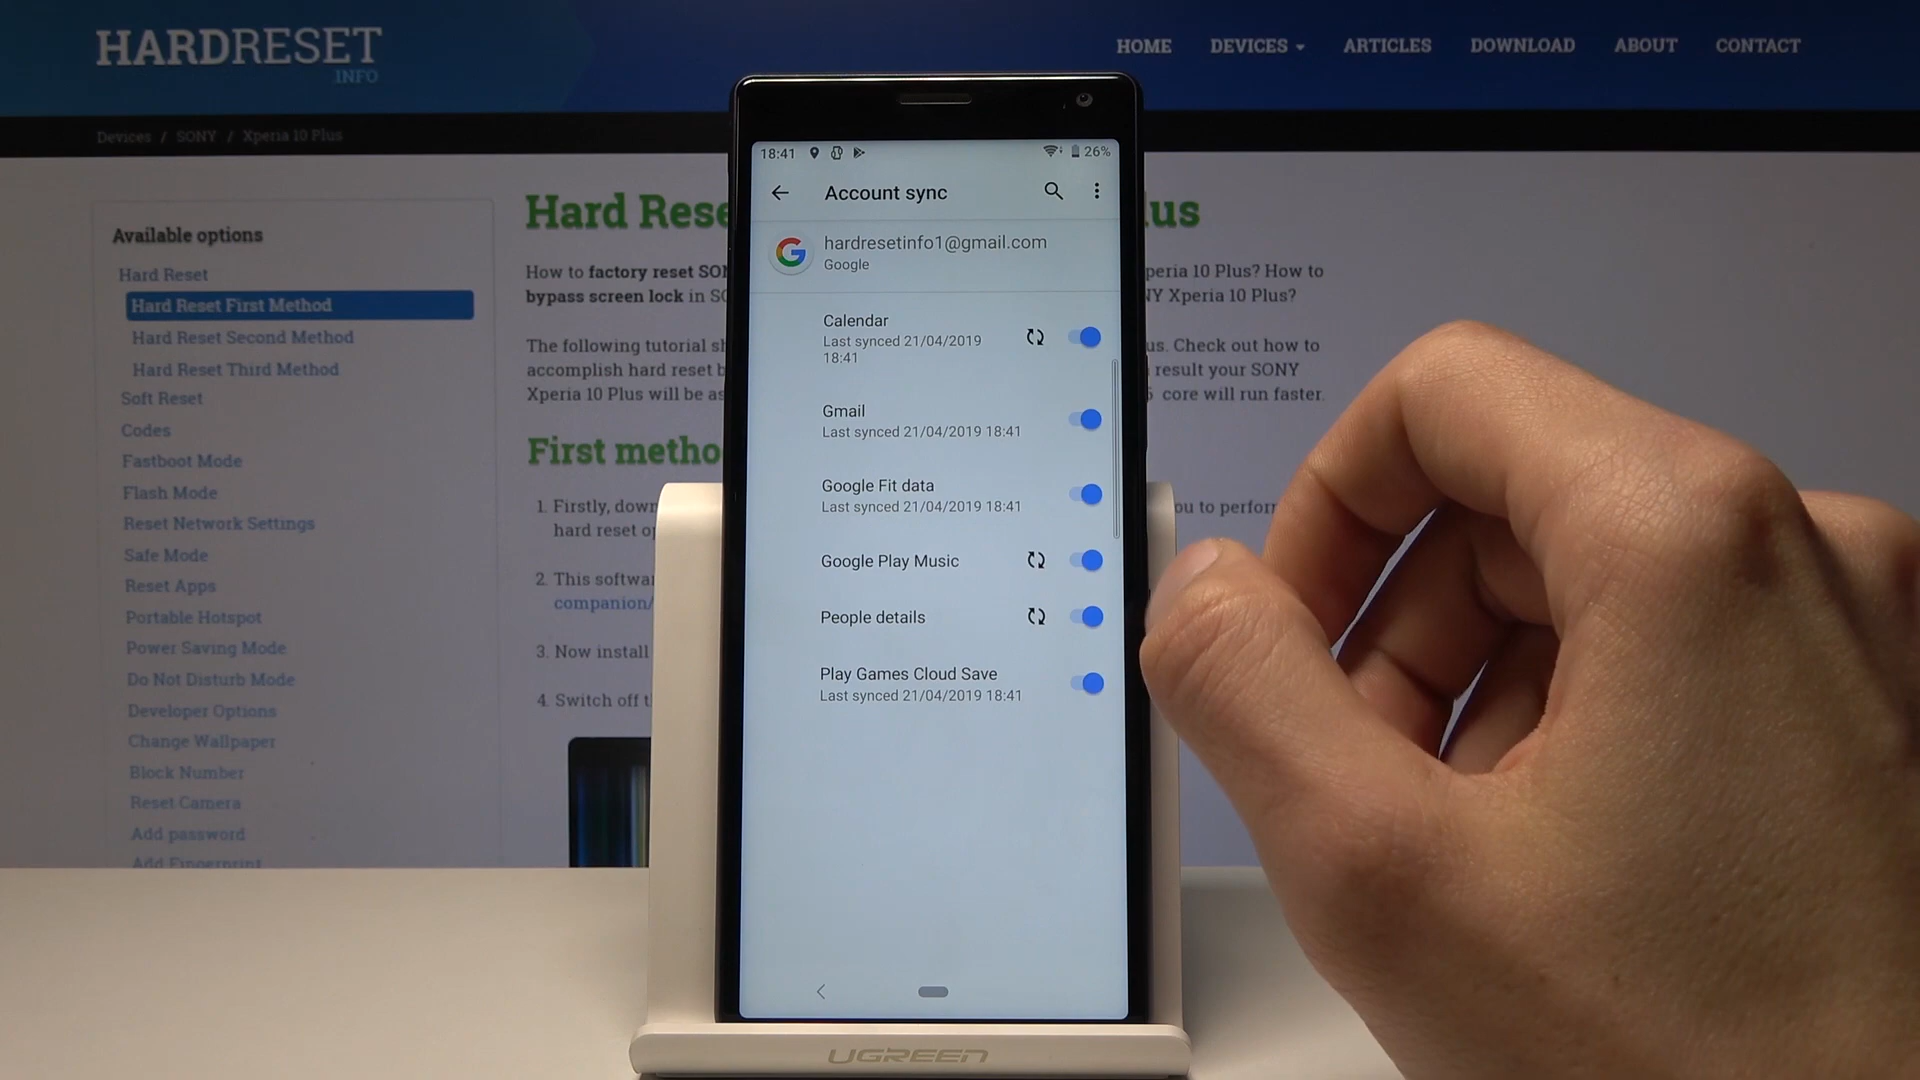 HARDRESET
INFO
HOME
DEVICES
ARTICLES
DOWNLOAD
ABOUT
CONTACT
Devices / SONY / Xperia 10 Plus
Available options
Hard Reset
Hard Reset First Method
Hard Reset Second Method
Hard Reset Third Method
Soft Reset
Codes
Fastboot Mode
Flash Mode
Reset Network Settings
Safe Mode
Reset Apps
Portable Hotspot
Power Saving Mode
Do Not Disturb Mode
Developer Options
Change Wallpaper
Block Number
Reset Camera
Add password
Add Fingerprint
Hard Rese
lus
How to factory reset SO
peria 10 Plus? How to
bypass screen lock in S
Y Xperia 10 Plus?
The following tutorial s
us. Check out how to
accomplish hard reset b
result your SONY
Xperia 10 Plus will be as
core will run faster.
First metho
1. Firstly, down
ou to perfor
hard reset o
2. This softwa
companion/
3. Now install
4. Switch off t
18:41
26%
Account sync
hardresetinfo1@gmail.com
Google
Calendar
Last synced 21/04/2019
18:41
Gmail
Last synced 21/04/2019 18:41
Google Fit data
Last synced 21/04/2019 18:41
Google Play Music
People details
Play Games Cloud Save
Last synced 21/04/2019 18:41
UGREEN